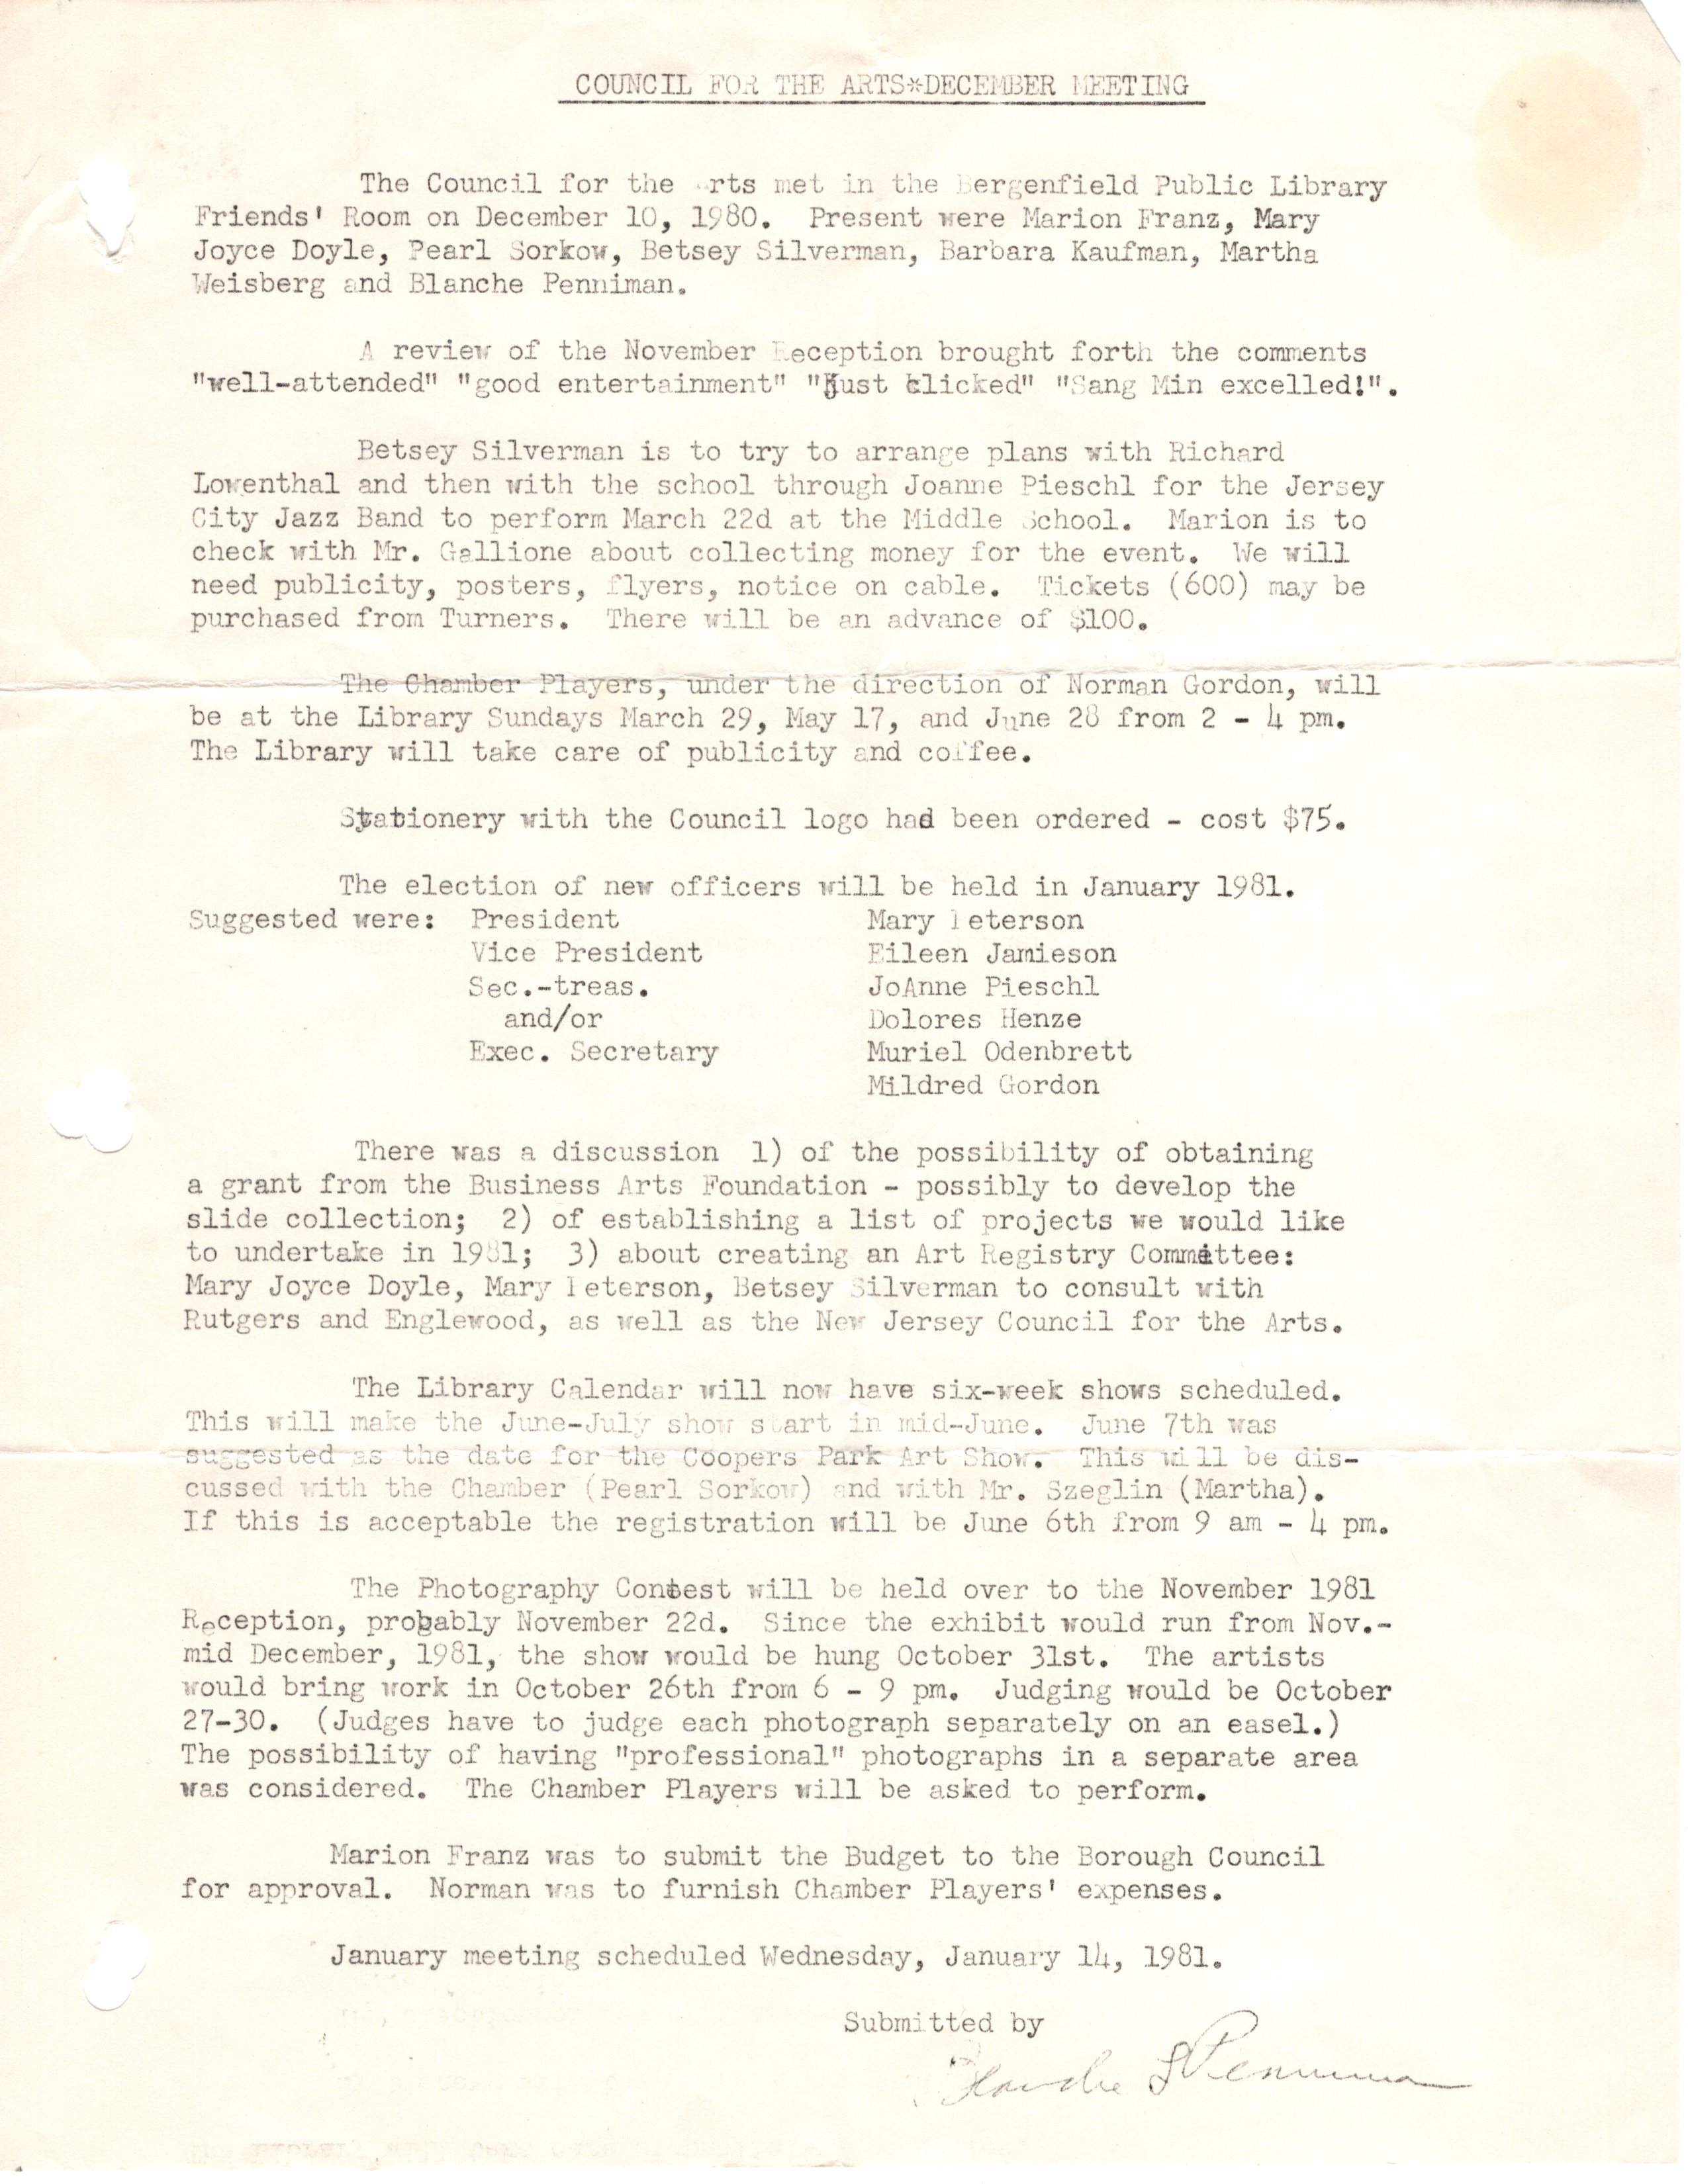 COUNCIL FOR THE ARTS*DECEMBER MEETING
The Council for the Arts met in the Bergenfield Public Library
Friends' Room on December 10, 1980. Present were Marion Franz, Mary
Joyce Doyle, Pearl Sorkow, Betsey Silverman, Barbara Kaufman, Martha
Weisberg and Blanche Penniman.
A review of the November Reception brought forth the comments
"well-attended" "good entertainment" "Just clicked" "Sang Min excelled!".
Betsey Silverman is to try to arrange plans with Richard
Lowenthal and then with the school through Joanne Pieschl for the Jersey
City Jazz Band to perform March 22d at the Middle School. Marion is to
check with Mr. Gallione about collecting money for the event. We will
need publicity, posters, flyers, notice on cable. Tickets (600) may be
purchased from Turners. There will be an advance of $100.
The Chamber Players, under the direction of Norman Gordon, will
be at the Library Sundays March 29, May 17, and June 28 from 2 - 4 pm.
The Library will take care of publicity and coffee.
Stationery with the Council logo had been ordered - cost $75.
The election of new officers will be held in January 1981.
Suggested were: President Mary Peterson
Vice President Eileen Jamieson
Sec.-treas. JoAnne Pieschl
and/or Dolores Henze
Exec. Secretary Muriel Odenbrett
Mildred Gordon
There was a discussion 1) of the possibility of obtaining
a grant from the Business Arts Foundation - possibly to develop the
slide collection; 2) of establishing a list of projects we would like
to undertake in 1981; 3) about creating an Art Registry Committee:
Mary Joyce Doyle, Mary Peterson, Betsey Silverman to consult with
Rutgers and Englewood, as well as the New Jersey Council for the Arts.
The Library Calendar will now have six-week shows scheduled.
This will make the June-July show start in mid-June. June 7th was
suggested as the date for the Coopers Park Art Show. This will be dis-
cussed with the Chamber (Pearl Sorkow) and with Mr. Szeglin (Martha).
If this is acceptable the registration will be June 6th from 9 am - 4 pm.
The Photography Contest will be held over to the November 1981
Reception, probably November 22d. Since the exhibit would run from Nov.-
mid December, 1981, the show would be hung October 31st. The artists
would bring work in October 26th from 6 - 9 pm. Judging would be October
27-30. (Judges have to judge each photograph separately on an easel.)
The possibility of having "professional" photographs in a separate area
was considered. The Chamber Players will be asked to perform.
Marion Franz was to submit the Budget to the Borough Council
for approval. Norman was to furnish Chamber Players' expenses.
January meeting scheduled Wednesday, January 14, 1981.
Submitted by
Blanche L Penniman